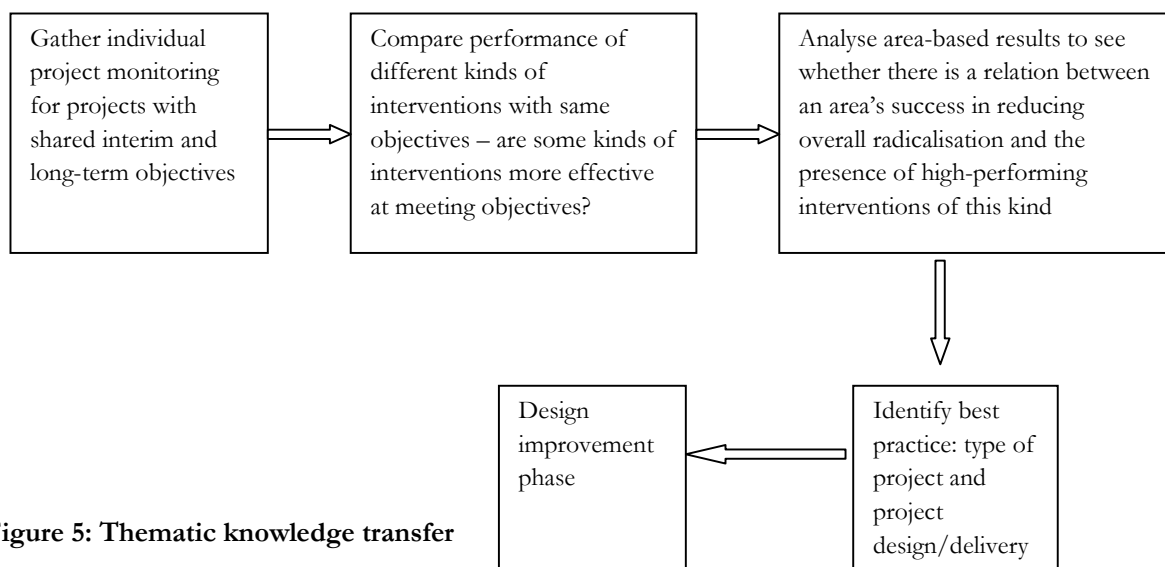 Gather individual
project monitoring
for projects with
shared interim and
long-term objectives
Compare performance of
different kinds of
interventions with same
objectives – are some kinds of
interventions more effective
at meeting objectives?
Analyse area-based results to see
whether there is a relation between
an area's success in reducing
overall radicalisation and the
presence of high-performing
interventions of this kind
Identify best
practice: type of
project and
project
design/delivery
Design
improvement
phase
igure 5: Thematic knowledge transfer